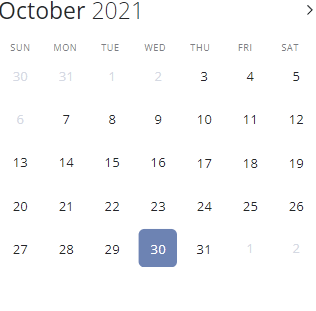 October 2021
SUN MON TUE WED THU FRI SAT
30 31 1 2 3 4 5
6 7 8 9 10 11 12
13 14 15 16 17 18 19
20 21 22 23 24 25 26
27 28 29 30 31 1 2